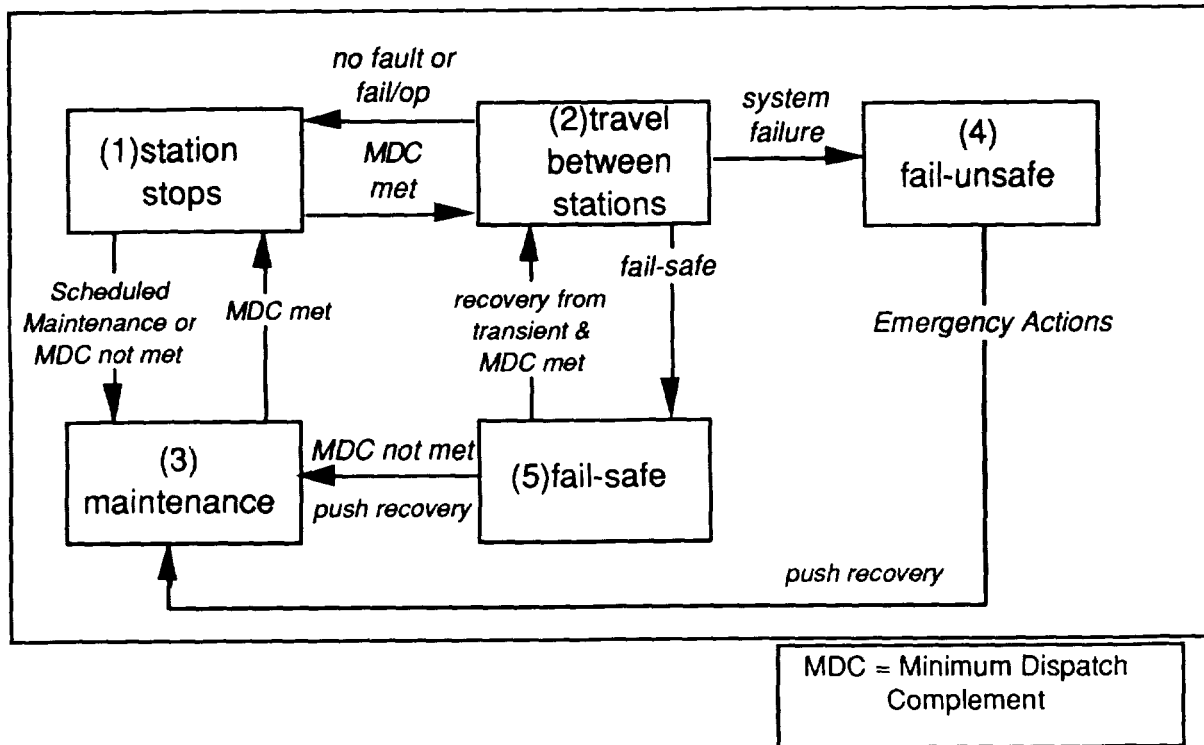 no fault or
fail/op
(1)station
stops
MDC
met
(2)travel
between
stations
system
failure
(4)
fail-unsafe
Scheduled
Maintenance or
MDC not met
MDC met
recovery from
transient &
MDC met
fail-safe
Emergency Actions
(3)
maintenance
MDC not met
push recovery
(5)fail-safe
push recovery
MDC = Minimum Dispatch
Complement